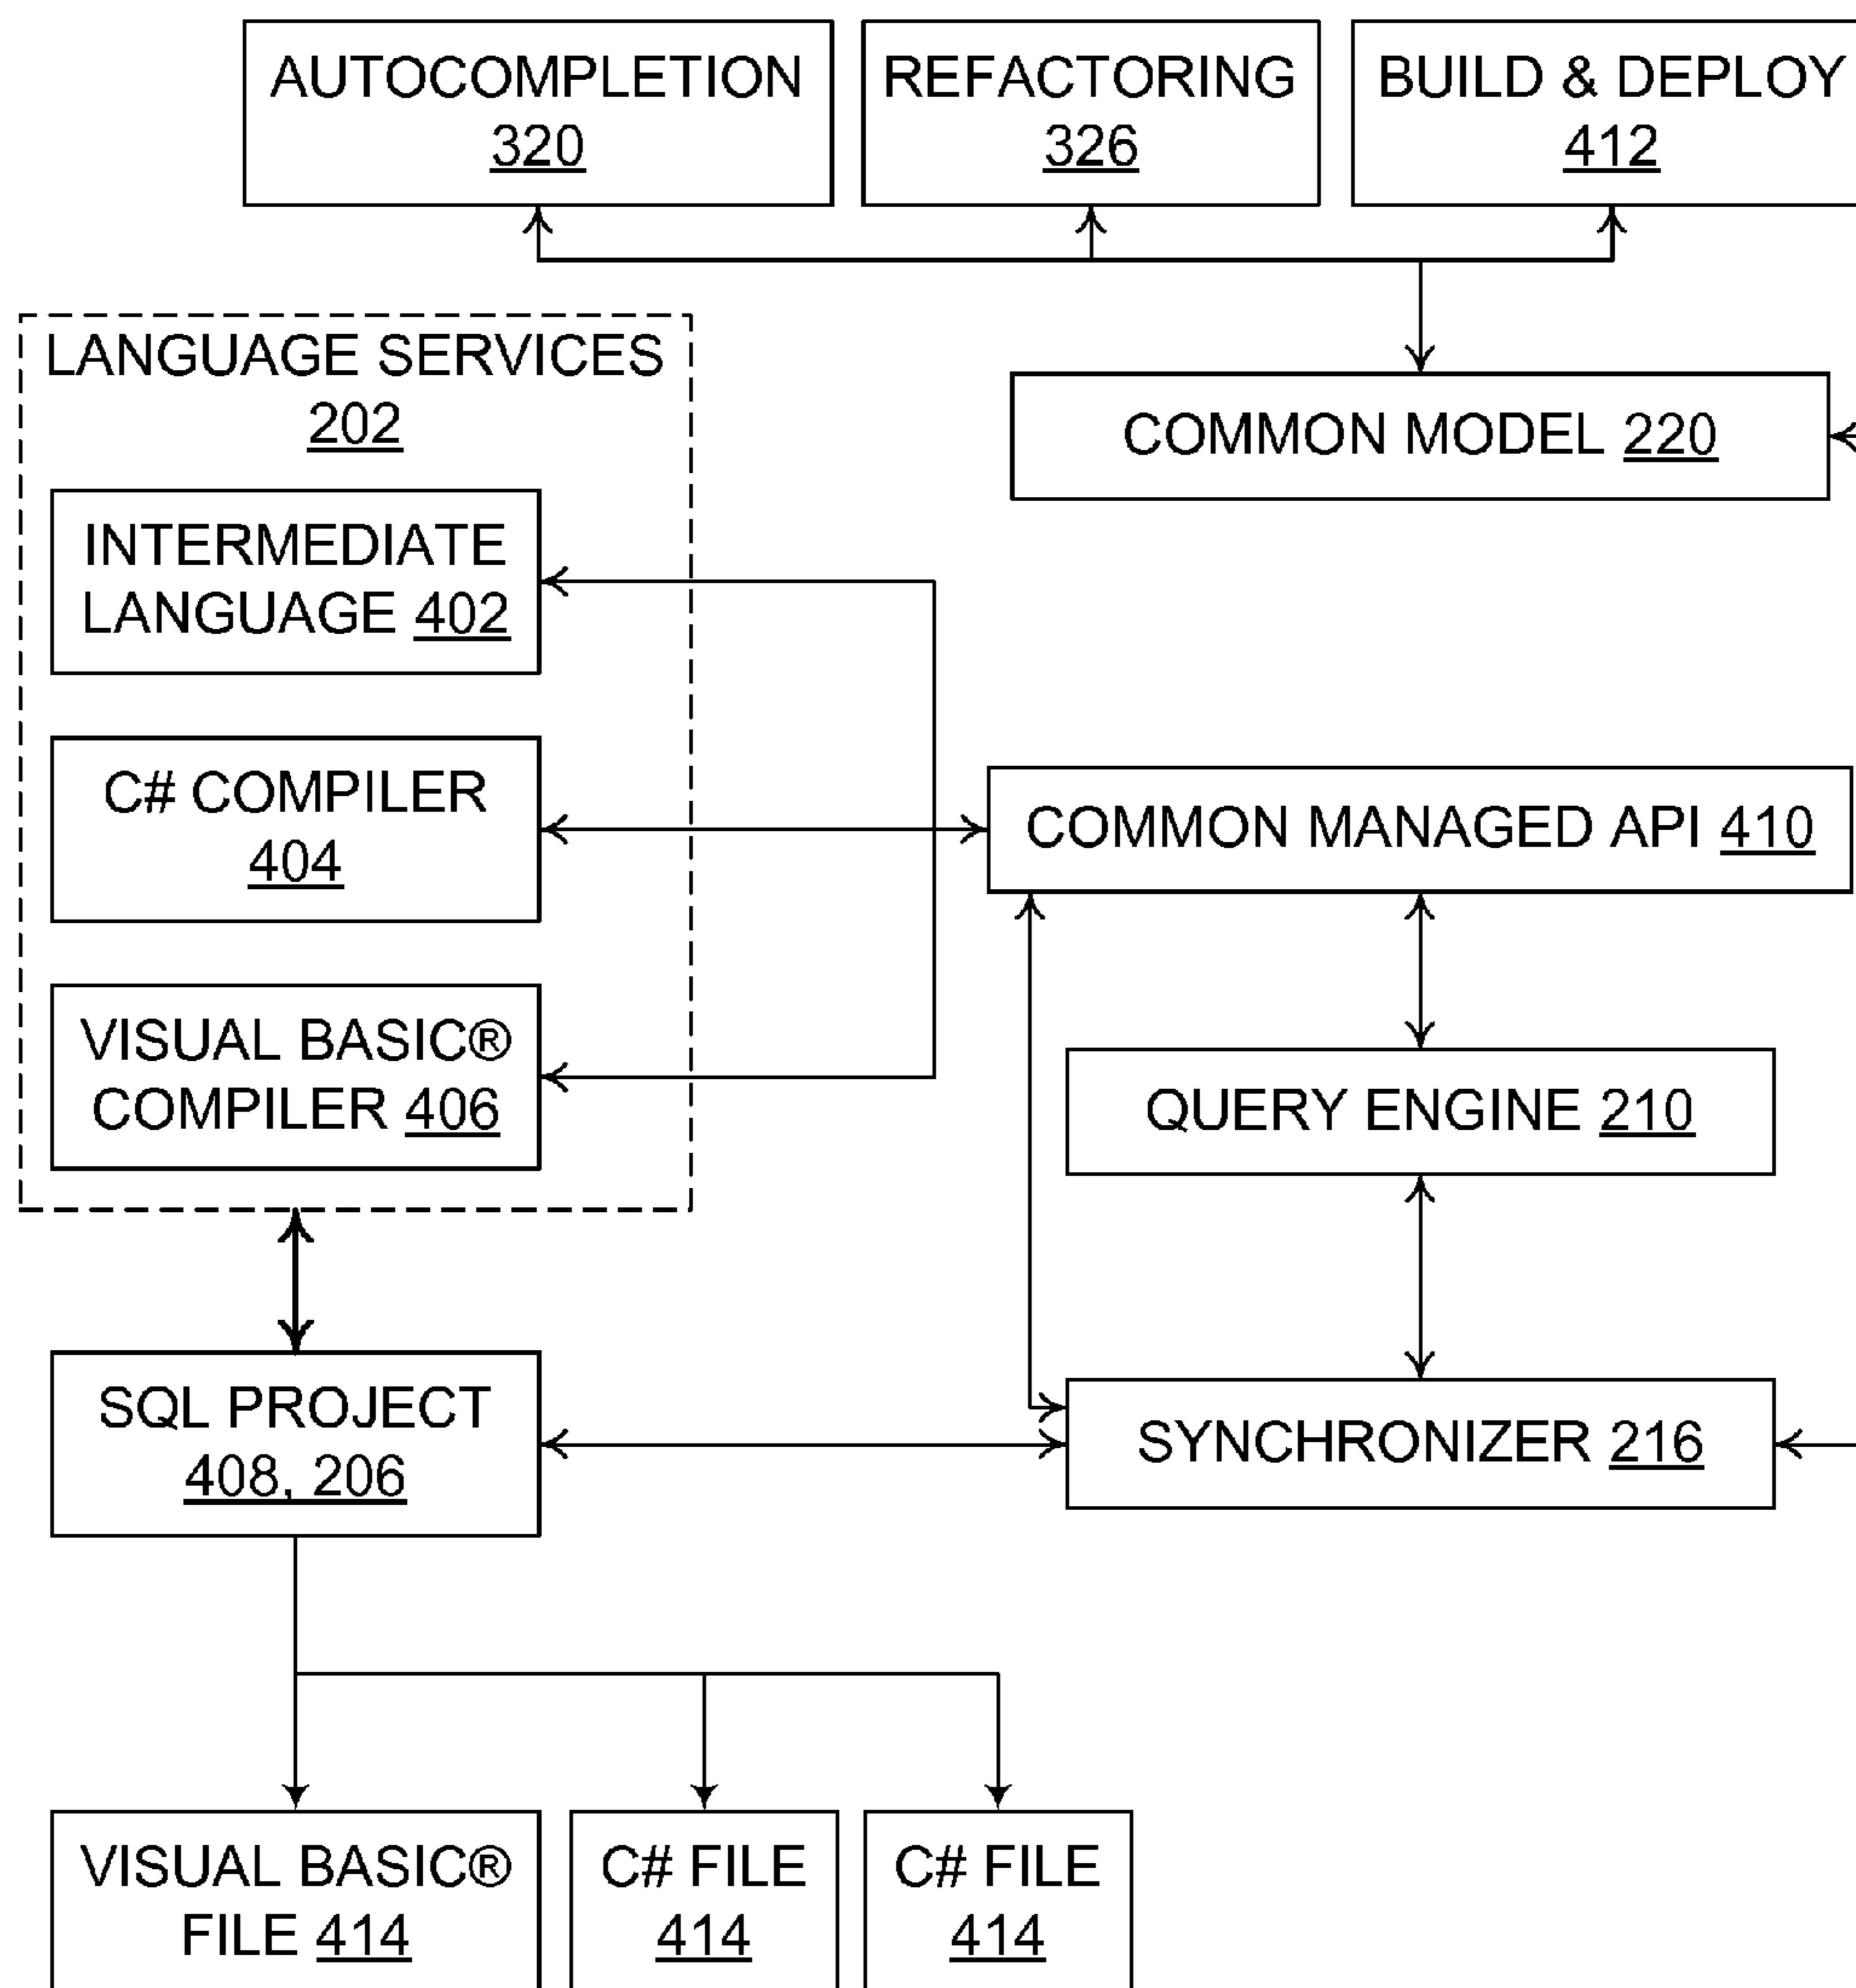 AUTOCOMPLETION
320
REFACTORING
326
BUILD & DEPLOY
412
LANGUAGE SERVICES
202
COMMON MODEL 220
INTERMEDIATE
LANGUAGE 402
C# COMPILER
404
COMMON MANAGED API 410
VISUAL BASIC®
COMPILER 406
QUERY ENGINE 210
SQL PROJECT
408, 206
SYNCHRONIZER 216
VISUAL BASIC®
FILE 414
C# FILE
414
C# FILE
414